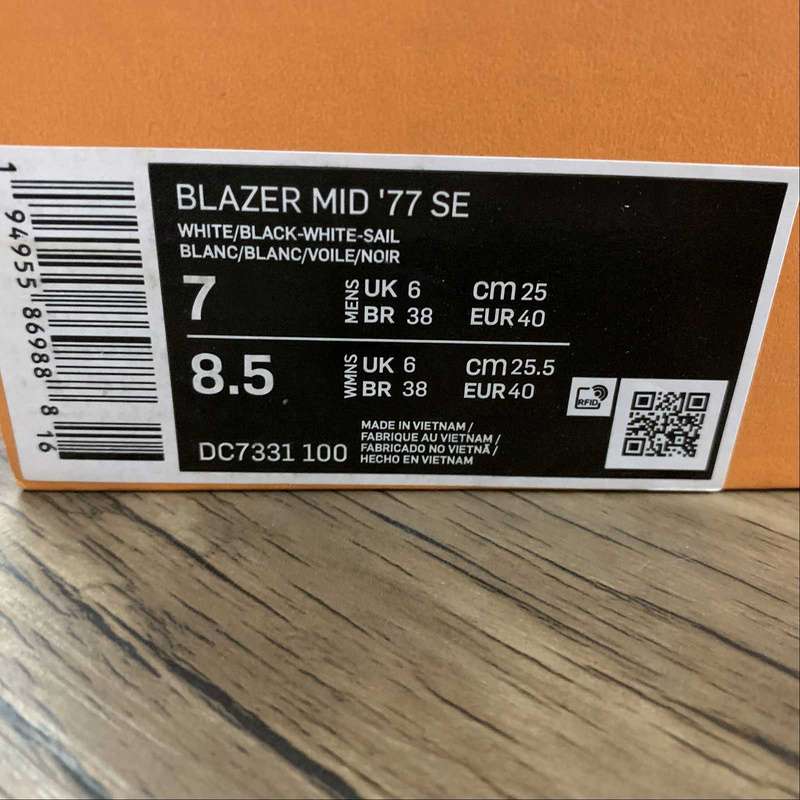 1 94955 86988 8 16
BLAZER MID '77 SE
WHITE/BLACK-WHITE-SAIL
BLANC/BLANC/VOILE/NOIR
7 MENS UK 6 cm 25
BR 38 EUR 40
8.5 WMNS UK 6 cm 25.5
BR 38 EUR 40
RFID
DC7331 100
MADE IN VIETNAM /
FABRIQUE AU VIETNAM /
FABRICADO NO VIETNÃ /
HECHO EN VIETNAM